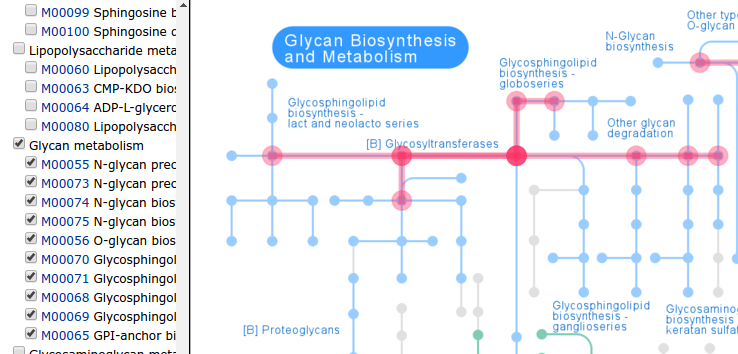 M00099 Sphingosine b
M00100 Sphingosine d
Lipopolysaccharide meta
M00060 Lipopolysacch
M00063 CMP-KDO bios
M00064 ADP-L-glycero
M00080 Lipopolysacch
Glycan metabolism
M00055 N-glycan prec
M00073 N-glycan prec
M00074 N-glycan bios
M00075 N-glycan bios
M00056 O-glycan bios
M00070 Glycosphingol
M00071 Glycosphingol
M00068 Glycosphingol
M00069 Glycosphingol
M00065 GPI-anchor bi
Glycosaminoglycan meta
Glycan Biosynthesis
and Metabolism
Glycosphingolipid
biosynthesis -
lact and neolacto series
[B] Glycosyltransferases
Glycosphingolipid
biosynthesis -
globoseries
N-Glycan
biosynthesis
Other type
O-glycan
Other glycan
degradation
[B] Proteoglycans
Glycosphingolipid
biosynthesis -
ganglioseries
Glycosamino
biosynthesis
keratan sulfat